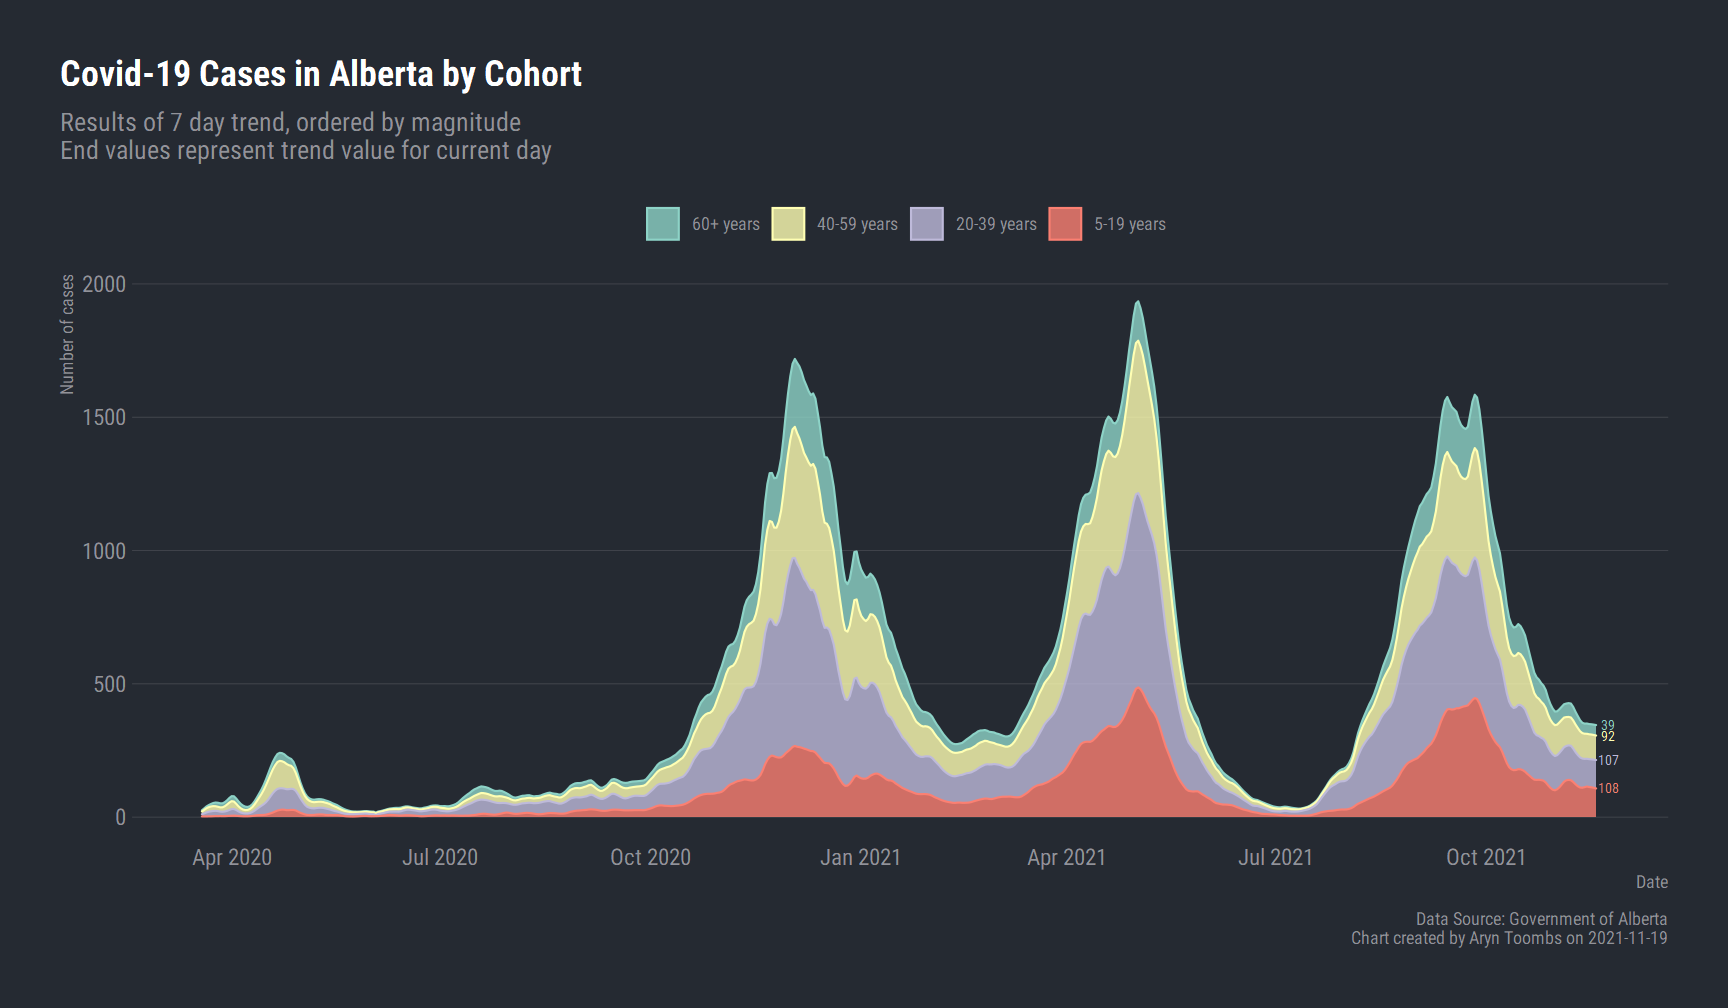 Covid-19 Cases in Alberta by Cohort
Results of 7 day trend, ordered by magnitude
End values represent trend value for current day
60+ years
40-59 years
20-39 years
5-19 years
Number of cases
2000
1500
1000
500
0
39
92
107
108
Apr 2020
Jul 2020
Oct 2020
Jan 2021
Apr 2021
Jul 2021
Oct 2021
Date
Data Source: Government of Alberta
Chart created by Aryn Toombs on 2021-11-19